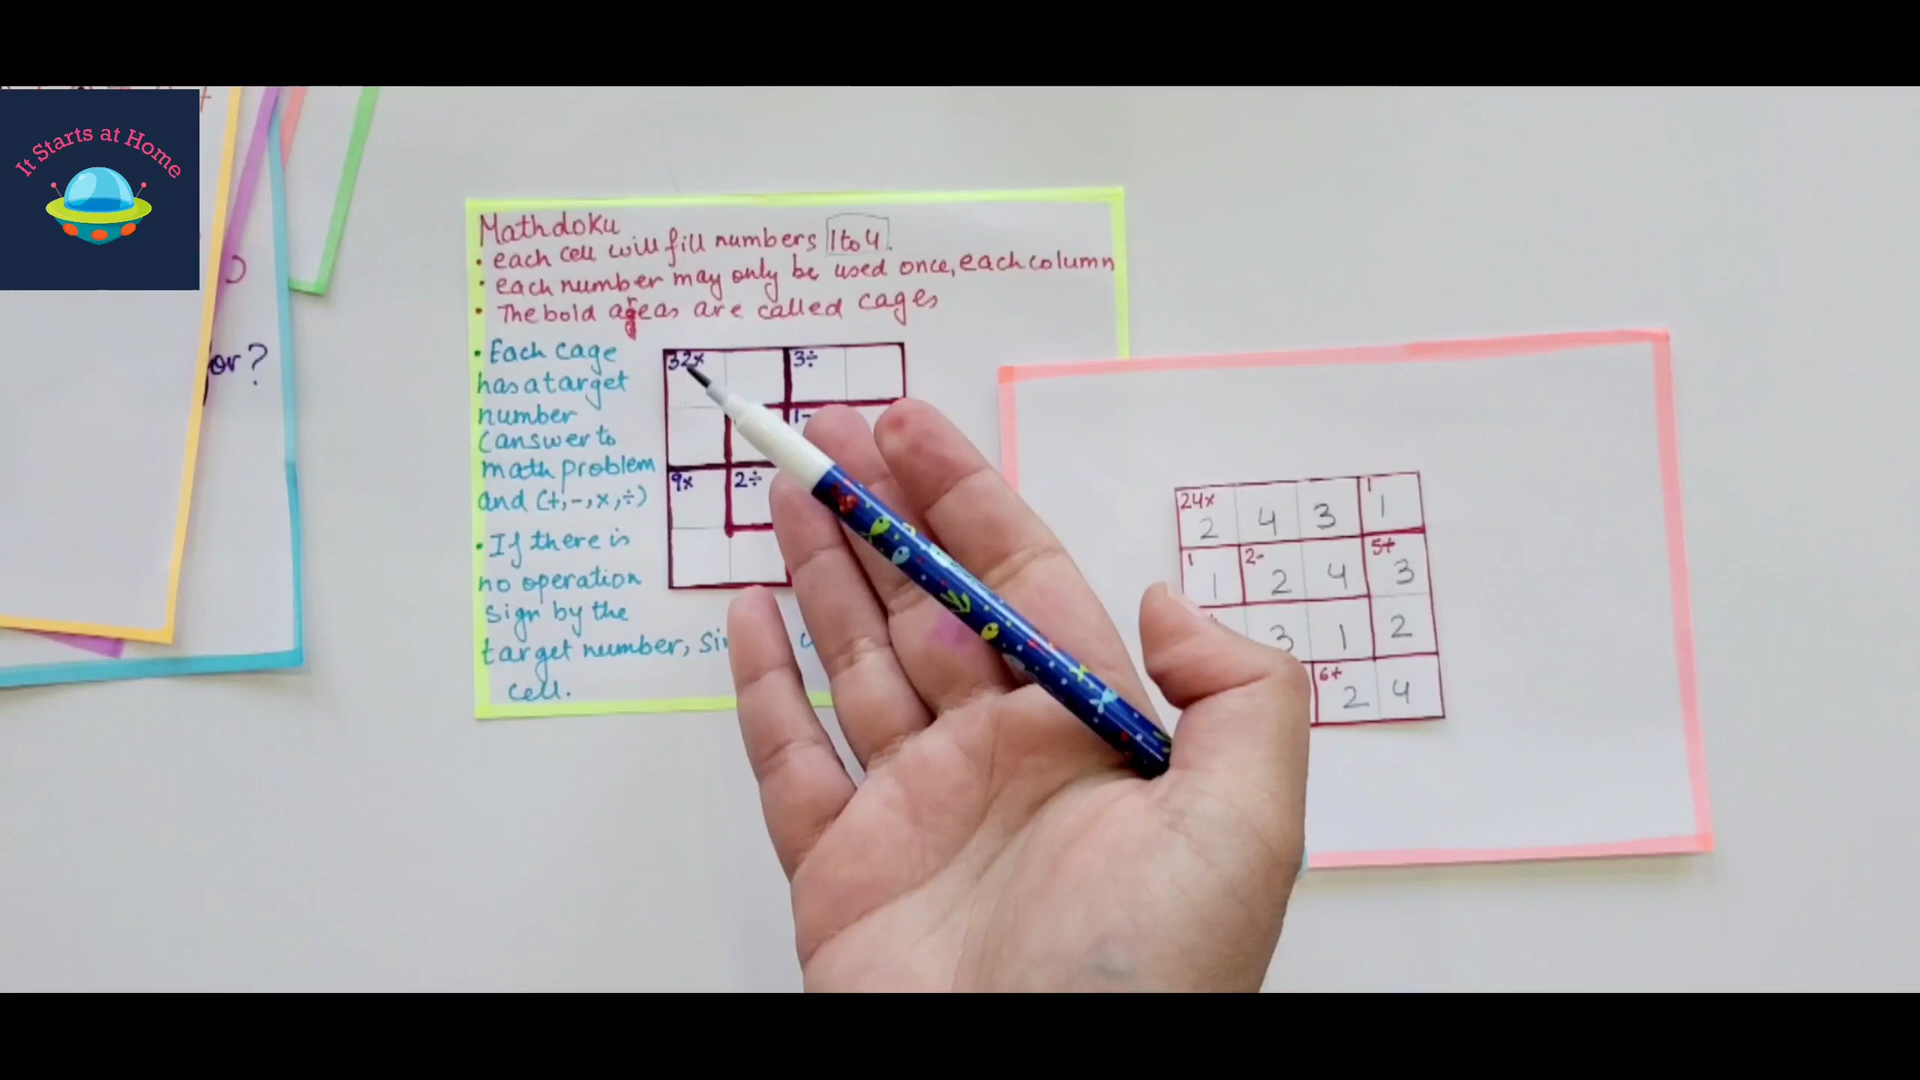 It Starts at Home
or?
Mathdoku
• each cell will fill numbers 1 to 4.
• each number may only be used once, each column
• The bold areas are called cages
• Each cage
has a target
number
(answer to
math problem
and (+, -, x, ÷)
• If there is
no operation
sign by the
target number,
cell.
32x 3÷
1-
9x 2÷
24x 1
2 4 3 1
1 2- 5+
1 2 4 3
3 1 2
6+
2 4